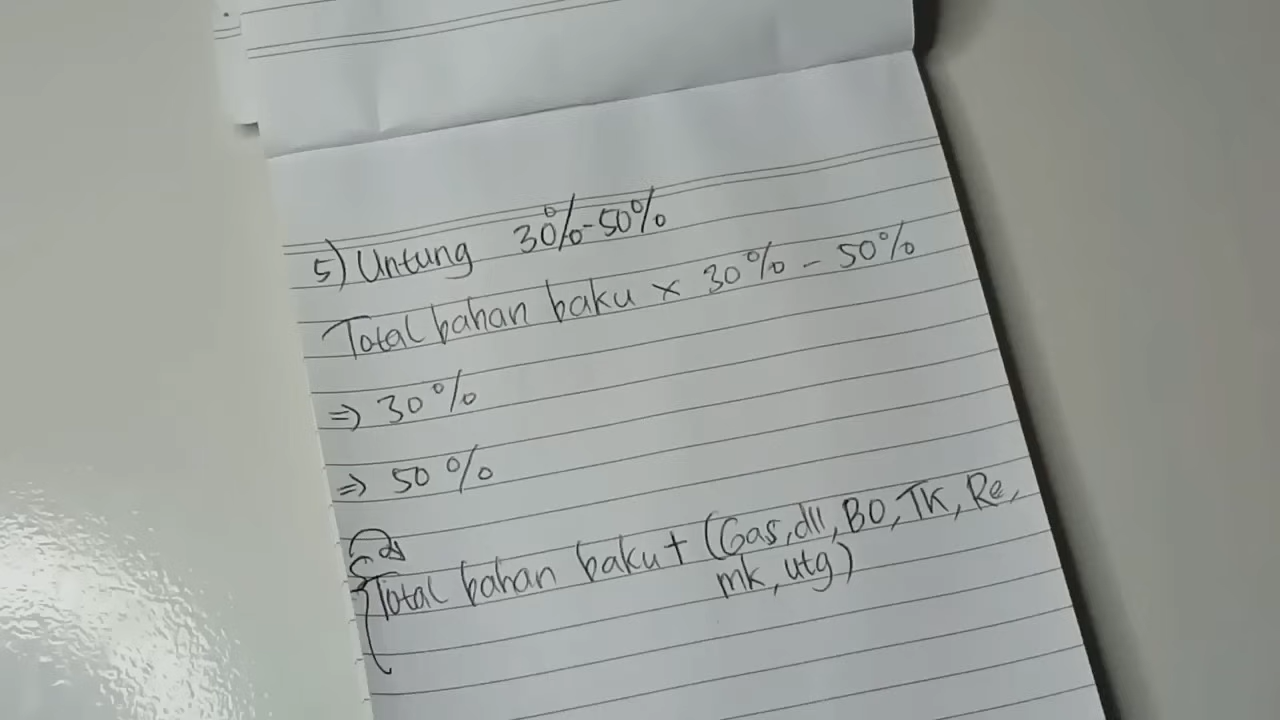 5) Untung 30%-50%
Total bahan baku × 30% - 50%
⇒ 30%
⇒ 50%
Total bahan baku + (Gas, dll, BO, TK, Re,
mk, utg)